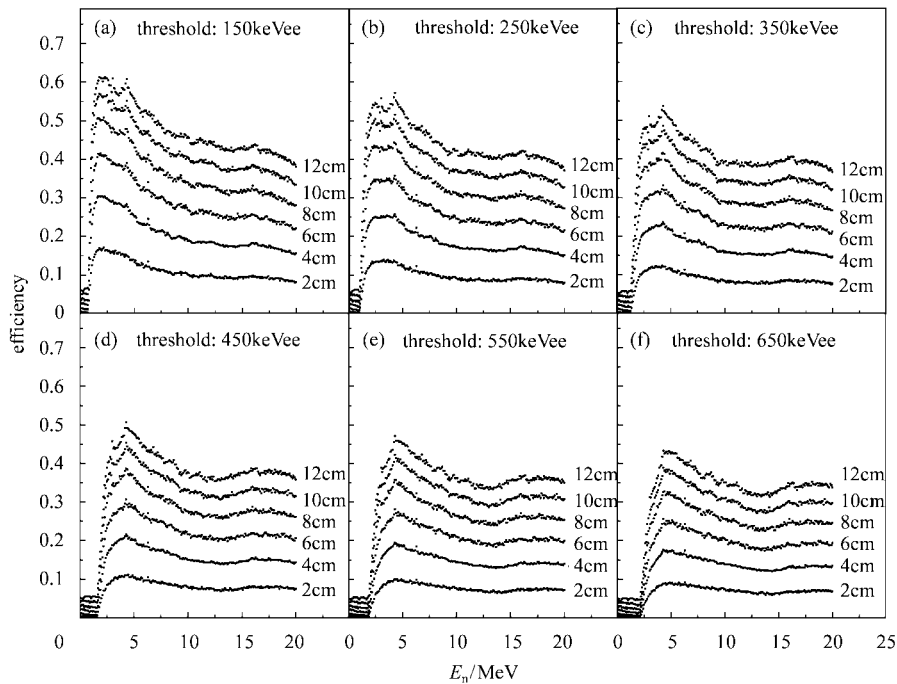 (a) threshold: 150keVee
(b) threshold: 250keVee
(c) threshold: 350keVee
0.7
0.6
0.5
0.4
0.3
0.2
0.1
0
12cm
10cm
8cm
6cm
4cm
2cm
12cm
10cm
8cm
6cm
4cm
2cm
12cm
10cm
8cm
6cm
4cm
2cm
efficiency
(d) threshold: 450keVee
(e) threshold: 550keVee
(f) threshold: 650keVee
0.7
0.6
0.5
0.4
0.3
0.2
0.1
12cm
10cm
8cm
6cm
4cm
2cm
12cm
10cm
8cm
6cm
4cm
2cm
12cm
10cm
8cm
6cm
4cm
2cm
0 0 5 10 15 20 0 5 10 15 20 0 5 10 15 20 25
En/MeV